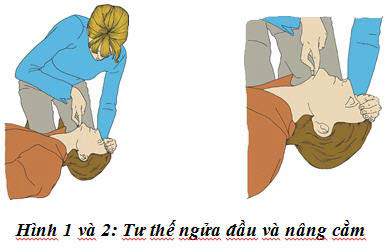 Hình 1 và 2: Tư thế ngửa đầu và nâng cằm